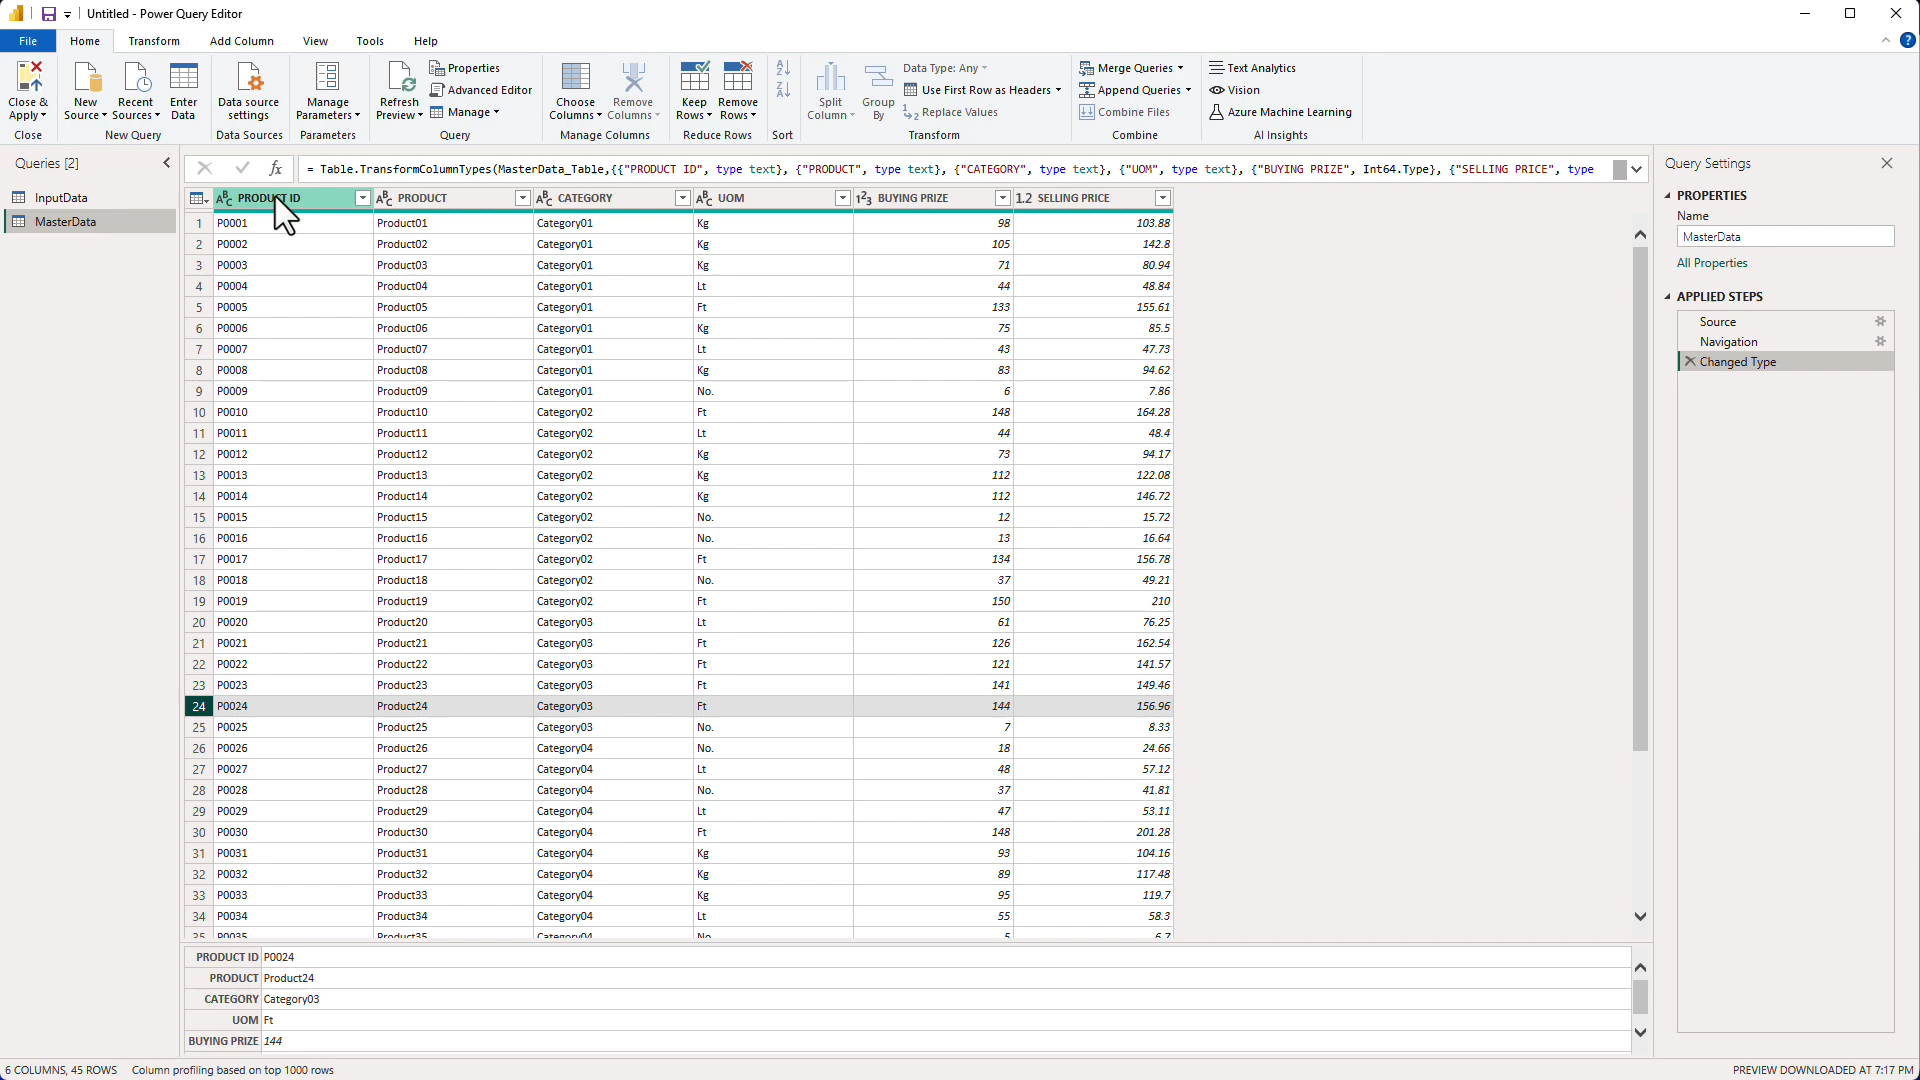 Untitled - Power Query Editor
File Home Transform Add Column View Tools Help
Close & Apply
Close
New Source
Recent Sources
Enter Data
New Query
Data source settings
Data Sources
Manage Parameters
Parameters
Refresh Preview
Properties
Advanced Editor
Manage
Query
Choose Columns
Remove Columns
Manage Columns
Keep Rows
Remove Rows
Reduce Rows
Sort
Split Column
Group By
Data Type: Any
Use First Row as Headers
Replace Values
Transform
Merge Queries
Append Queries
Combine Files
Combine
Text Analytics
Vision
Azure Machine Learning
AI Insights
Queries [2]
InputData
MasterData
= Table.TransformColumnTypes(MasterData_Table,{{"PRODUCT ID", type text}, {"PRODUCT", type text}, {"CATEGORY", type text}, {"UOM", type text}, {"BUYING PRIZE", Int64.Type}, {"SELLING PRICE", type
PRODUCT ID PRODUCT CATEGORY UOM BUYING PRIZE 1.2 SELLING PRICE
1 P0001 Product01 Category01 Kg 98 103.88
2 P0002 Product02 Category01 Kg 105 142.8
3 P0003 Product03 Category01 Kg 71 80.94
4 P0004 Product04 Category01 Lt 44 48.84
5 P0005 Product05 Category01 Ft 133 155.61
6 P0006 Product06 Category01 Kg 75 85.5
7 P0007 Product07 Category01 Lt 43 47.73
8 P0008 Product08 Category01 Kg 83 94.62
9 P0009 Product09 Category01 No. 6 7.86
10 P0010 Product10 Category02 Ft 148 164.28
11 P0011 Product11 Category02 Lt 44 48.4
12 P0012 Product12 Category02 Kg 73 94.17
13 P0013 Product13 Category02 Kg 112 122.08
14 P0014 Product14 Category02 Kg 112 146.72
15 P0015 Product15 Category02 No. 12 15.72
16 P0016 Product16 Category02 No. 13 16.64
17 P0017 Product17 Category02 Ft 134 156.78
18 P0018 Product18 Category02 No. 37 49.21
19 P0019 Product19 Category02 Ft 150 210
20 P0020 Product20 Category03 Lt 61 76.25
21 P0021 Product21 Category03 Ft 126 162.54
22 P0022 Product22 Category03 Ft 121 141.57
23 P0023 Product23 Category03 Ft 141 149.46
24 P0024 Product24 Category03 Ft 144 156.96
25 P0025 Product25 Category03 No. 7 8.33
26 P0026 Product26 Category04 No. 18 24.66
27 P0027 Product27 Category04 Lt 48 57.12
28 P0028 Product28 Category04 No. 37 41.81
29 P0029 Product29 Category04 Lt 47 53.11
30 P0030 Product30 Category04 Ft 148 201.28
31 P0031 Product31 Category04 Kg 93 104.16
32 P0032 Product32 Category04 Kg 89 117.48
33 P0033 Product33 Category04 Kg 95 119.7
34 P0034 Product34 Category04 Lt 55 58.3
35 P0035 Product35 Category04 No. 5 6.7
PRODUCT ID P0024
PRODUCT Product24
CATEGORY Category03
UOM Ft
BUYING PRIZE 144
Query Settings
PROPERTIES
Name
MasterData
All Properties
APPLIED STEPS
Source
Navigation
Changed Type
6 COLUMNS, 45 ROWS Column profiling based on top 1000 rows
PREVIEW DOWNLOADED AT 7:17 PM